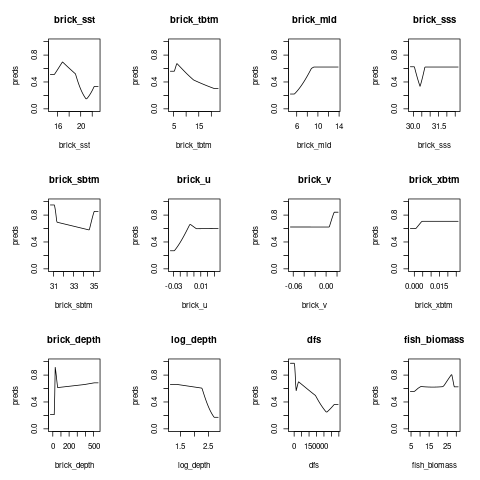 brick_sst brick_tbtm brick_mld brick_sss
preds preds preds preds
0.0 0.4 0.8 0.0 0.4 0.8 0.0 0.4 0.8 0.0 0.4 0.8
16 20 5 15 6 10 14 30.0 31.5
brick_sst brick_tbtm brick_mld brick_sss
brick_sbtm brick_u brick_v brick_xbtm
preds preds preds preds
0.0 0.4 0.8 0.0 0.4 0.8 0.0 0.4 0.8 0.0 0.4 0.8
31 33 35 -0.03 0.01 -0.06 0.00 0.000 0.015
brick_sbtm brick_u brick_v brick_xbtm
brick_depth log_depth dfs fish_biomass
preds preds preds preds
0.0 0.4 0.8 0.0 0.4 0.8 0.0 0.4 0.8 0.0 0.4 0.8
0 200 500 1.5 2.5 0 150000 5 15 25
brick_depth log_depth dfs fish_biomass